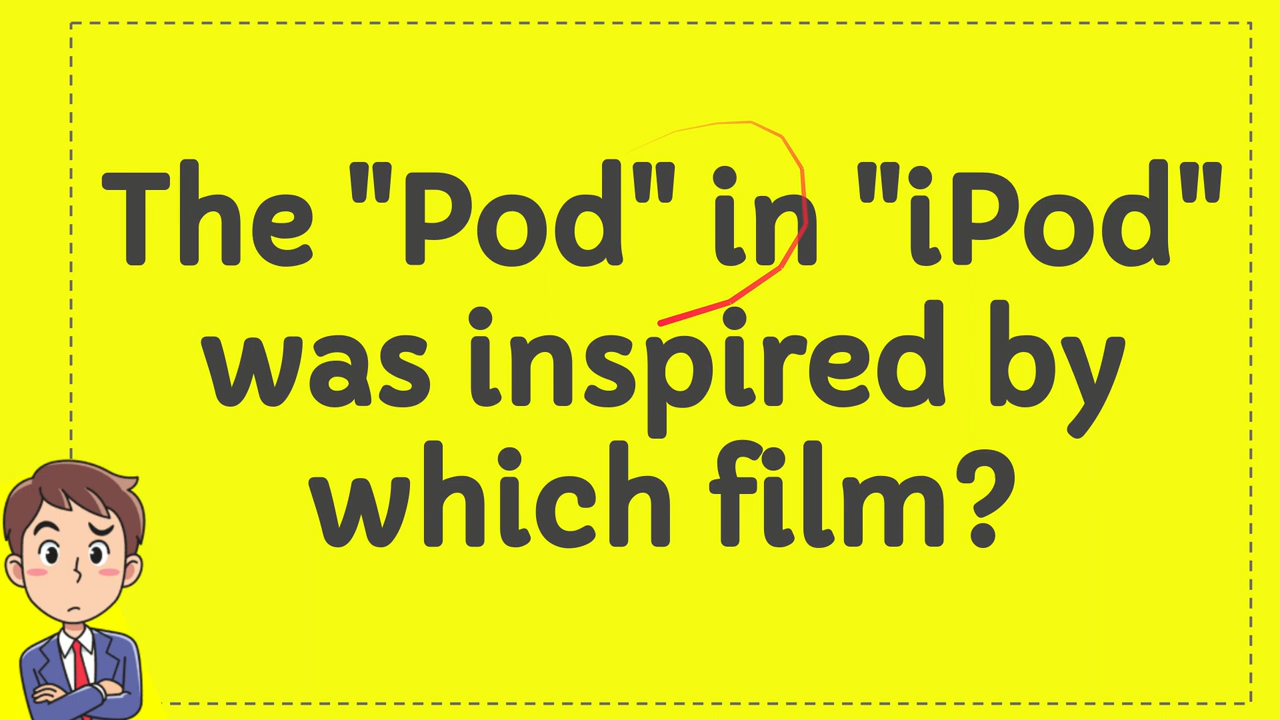 The "Pod" in "iPod"
was inspired by
which film?